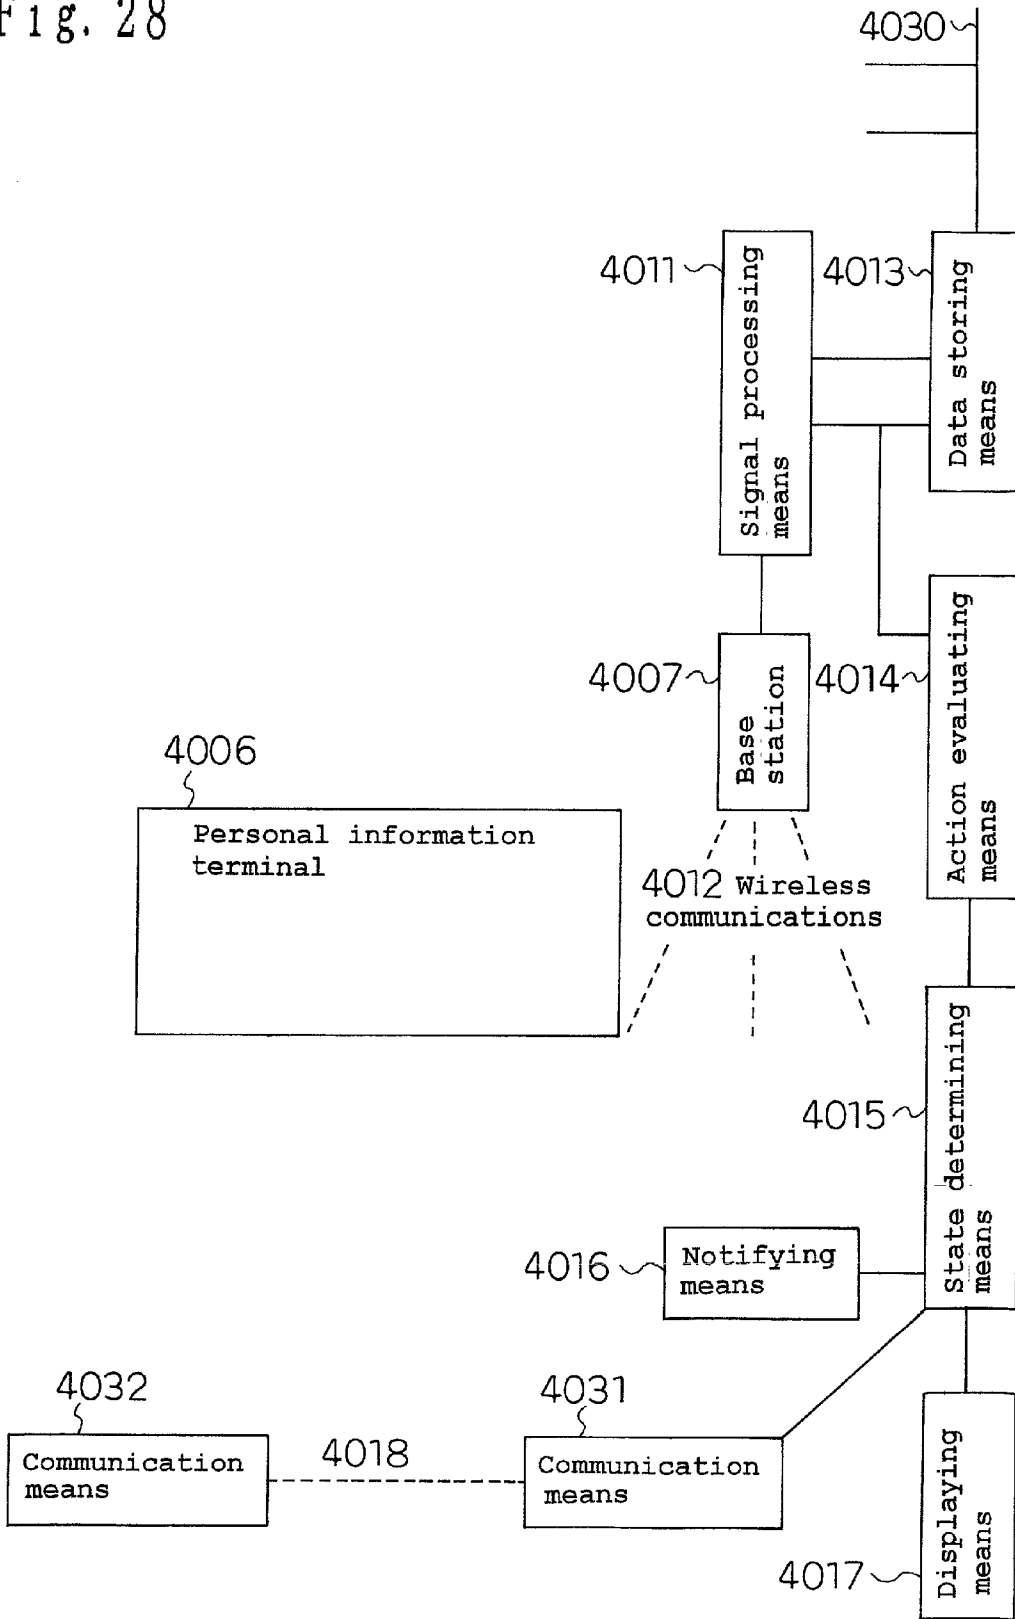 Fig. 28
4030
4011
Signal processing
means
4013
Data storing
means
4007
Base
station
4014
Action evaluating
means
4006
Personal information
terminal
4012 Wireless
communications
4015
State determining
means
4016
Notifying
means
4032
Communication
means
4018
4031
Communication
means
4017
Displaying
means